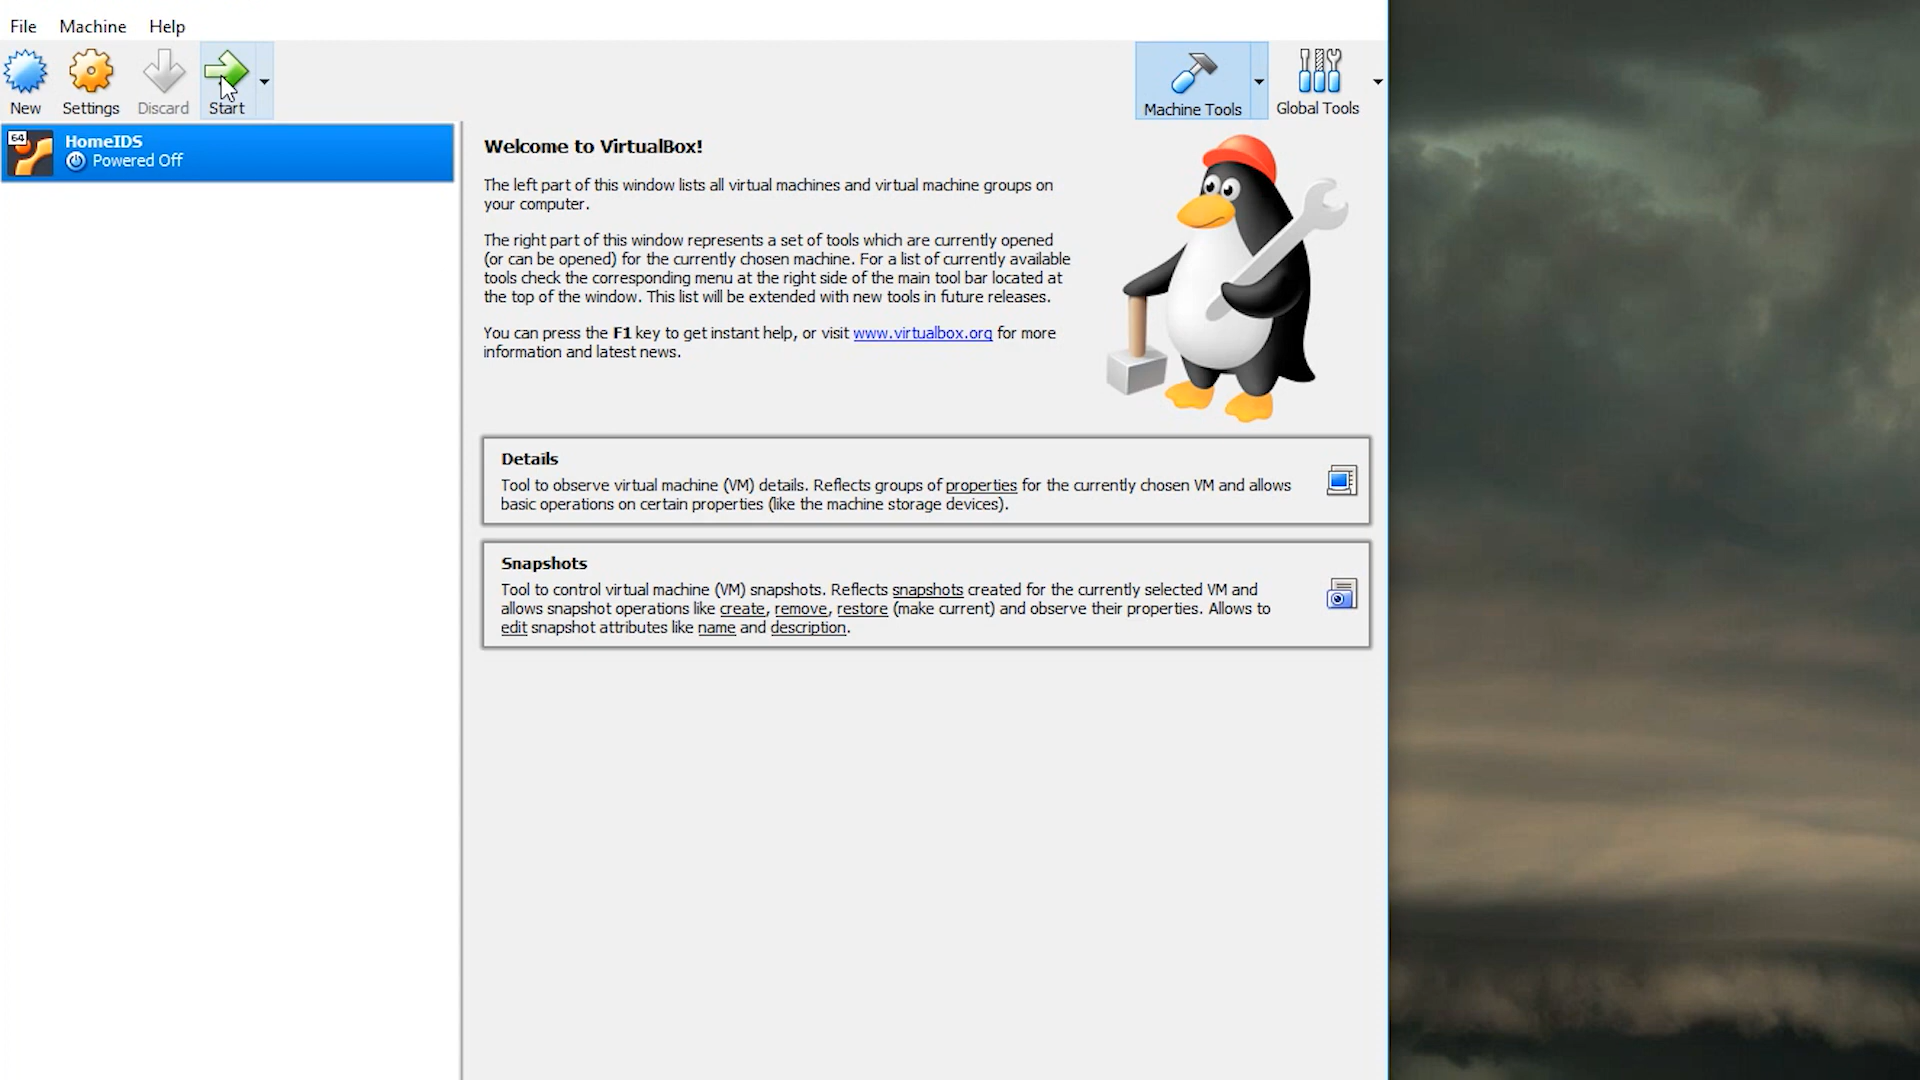 File Machine Help
New Settings Discard Start Machine Tools Global Tools
64 HomeIDS
Powered Off
Welcome to VirtualBox!
The left part of this window lists all virtual machines and virtual machine groups on
your computer.
The right part of this window represents a set of tools which are currently opened
(or can be opened) for the currently chosen machine. For a list of currently available
tools check the corresponding menu at the right side of the main tool bar located at
the top of the window. This list will be extended with new tools in future releases.
You can press the F1 key to get instant help, or visit www.virtualbox.org for more
information and latest news.
Details
Tool to observe virtual machine (VM) details. Reflects groups of properties for the currently chosen VM and allows
basic operations on certain properties (like the machine storage devices).
Snapshots
Tool to control virtual machine (VM) snapshots. Reflects snapshots created for the currently selected VM and
allows snapshot operations like create, remove, restore (make current) and observe their properties. Allows to
edit snapshot attributes like name and description.